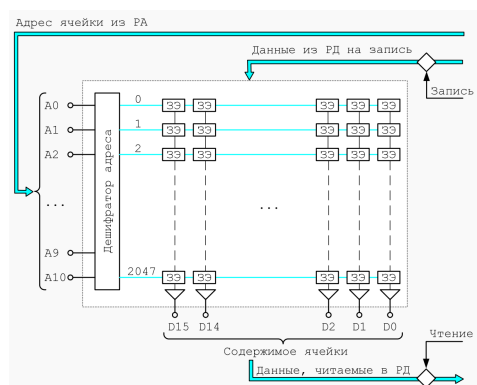 Адрес ячейки из РА
Данные из РД на запись
Запись
A0
0
ЗЭ ЗЭ ЗЭ ЗЭ ЗЭ
A1
1
ЗЭ ЗЭ ЗЭ ЗЭ ЗЭ
A2
2
ЗЭ ЗЭ ЗЭ ЗЭ ЗЭ
Дешифратор адреса
...
...
A9
A10
2047
ЗЭ ЗЭ ЗЭ ЗЭ ЗЭ
D15 D14 D2 D1 D0
Содержимое ячейки
Чтение
Данные, читаемые в РД